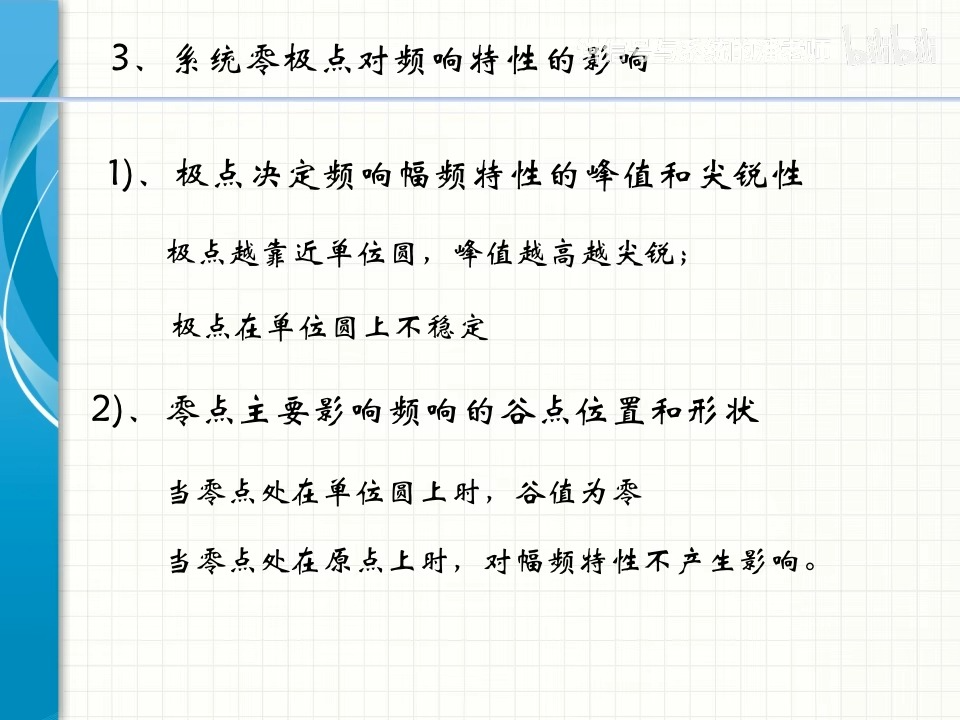 3、系统零极点对频响特性的影响
bilibili
1)、极点决定频响幅频特性的峰值和尖锐性
极点越靠近单位圆，峰值越高越尖锐；
极点在单位圆上不稳定
2)、零点主要影响频响的谷点位置和形状
当零点处在单位圆上时，谷值为零
当零点处在原点上时，对幅频特性不产生影响。